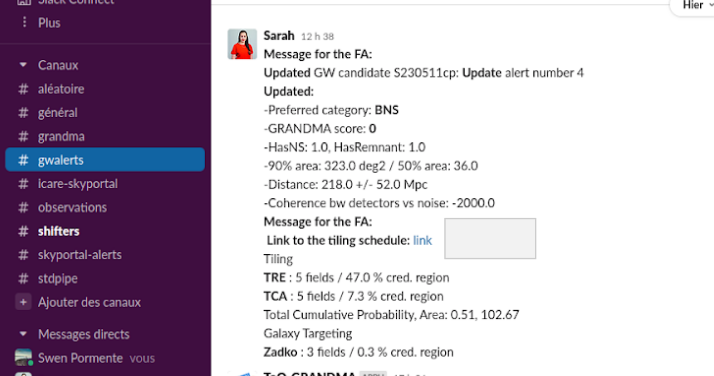 Slack Connect
Plus
Canaux
aléatoire
général
grandma
gwalerts
icare-skyportal
observations
shifters
skyportal-alerts
stdpipe
Ajouter des canaux
Messages directs
Swen Pormente vous
Hier
Sarah 12 h 38
Message for the FA:
Updated GW candidate S230511cp: Update alert number 4
Updated:
-Preferred category: BNS
-GRANDMA score: 0
-HasNS: 1.0, HasRemnant: 1.0
-90% area: 323.0 deg2 / 50% area: 36.0
-Distance: 218.0 +/- 52.0 Mpc
-Coherence bw detectors vs noise: -2000.0
Message for the FA:
Link to the tiling schedule: link
Tiling
TRE : 5 fields / 47.0 % cred. region
TCA : 5 fields / 7.3 % cred. region
Total Cumulative Probability, Area: 0.51, 102.67
Galaxy Targeting
Zadko : 3 fields / 0.3 % cred. region